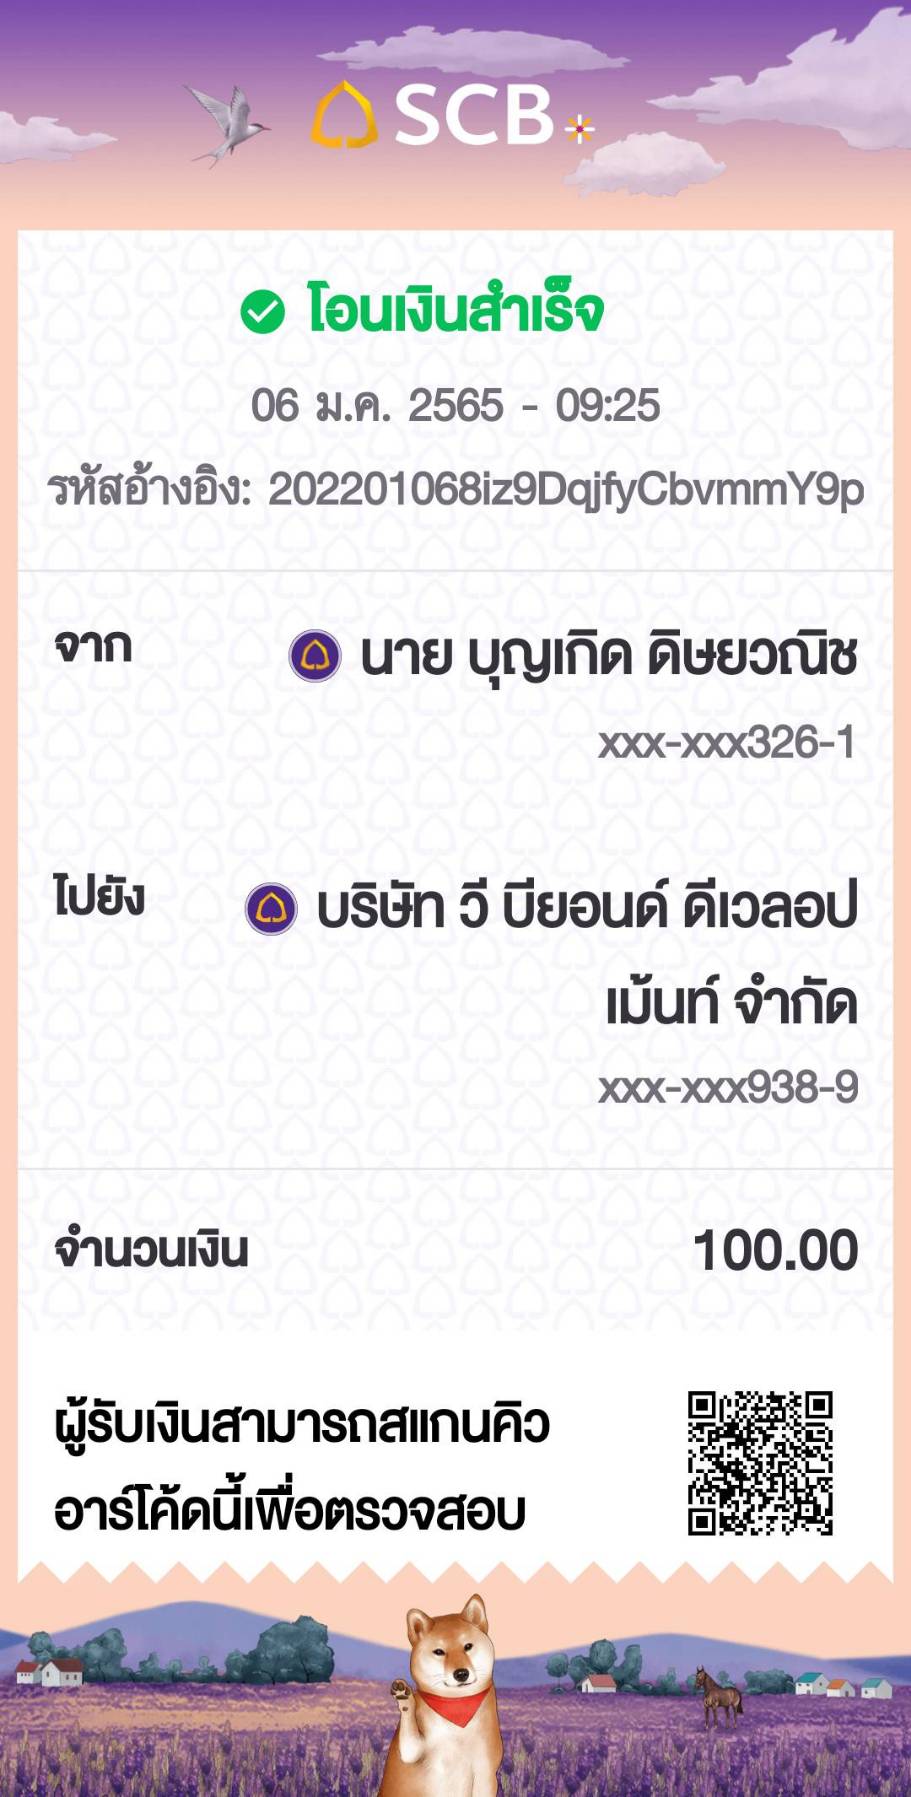 SCB
โอนเงินสำเร็จ
06 ม.ค. 2565 - 09:25
รหัสอ้างอิง: 202201068iz9DqjfyCbvmmY9p
จาก
นาย บุญเกิด ดิษยวณิช
xxx-xxx326-1
ไปยัง
บริษัท วี บียอนด์ ดีเวลอป
เม้นท์ จำกัด
xxx-xxx938-9
จำนวนเงิน 100.00
ผู้รับเงินสามารถสแกนคิว
อาร์โค้ดนี้เพื่อตรวจสอบ